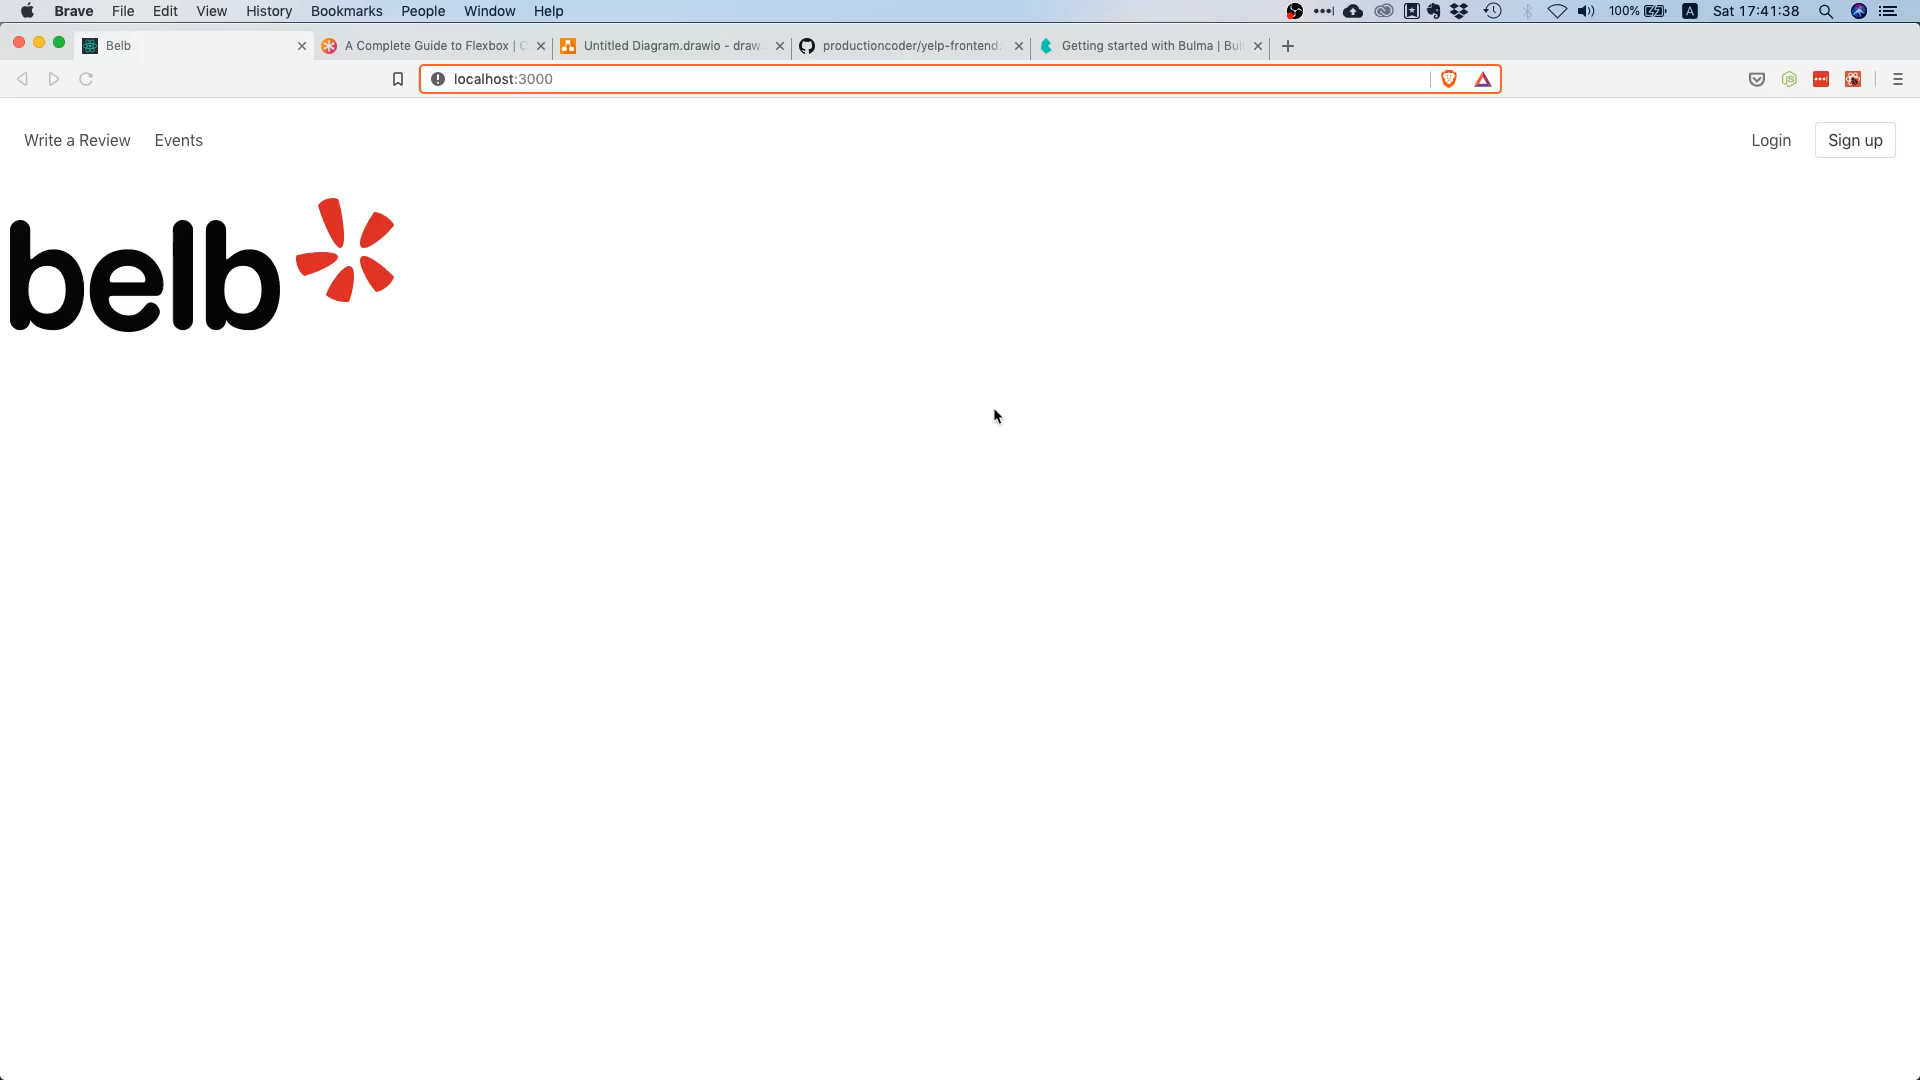 Brave File Edit View History Bookmarks People Window Help 100% A Sat 17:41:38
Belb A Complete Guide to Flexbox | Untitled Diagram.drawio - draw productioncoder/yelp-frontend Getting started with Bulma |
localhost:3000
Write a Review Events Login Sign up
belb